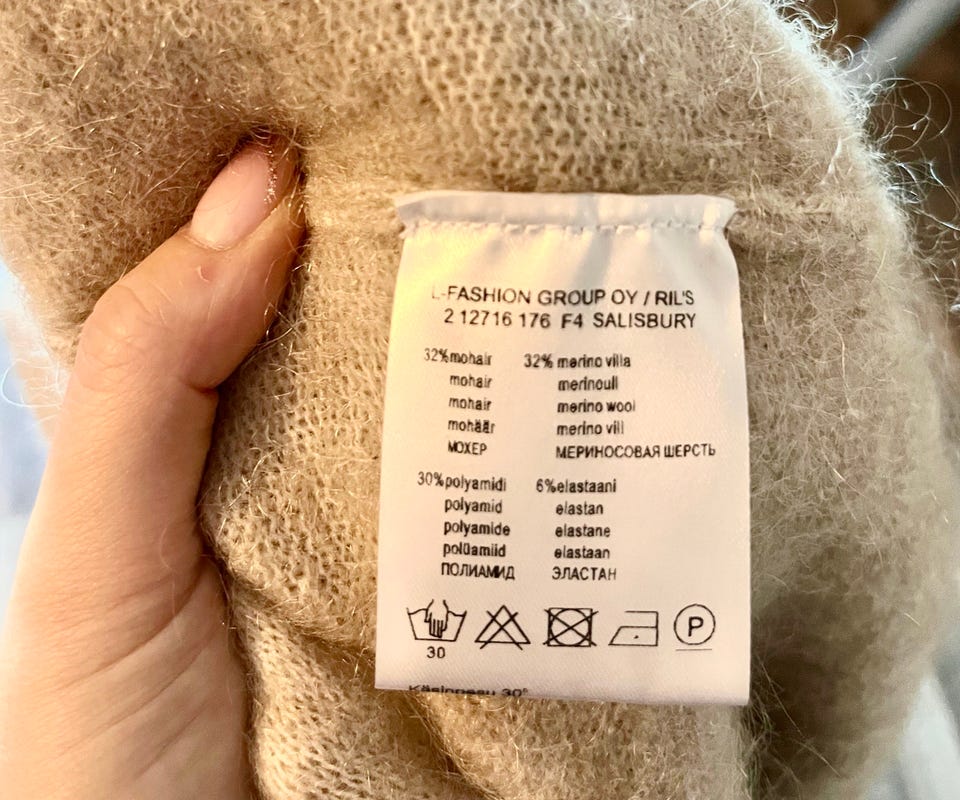 L-FASHION GROUP OY / RIL'S
2 12716 176 F4 SALISBURY
32% mohair 32% merino villa
mohair merinoull
mohair merino wool
mohäär merino vill
МОХЕР МЕРИНОСОВАЯ ШЕРСТЬ
30% polyamidi 6% elastaani
polyamid elastan
polyamide elastane
polüamiid elastaan
ПОЛИАМИД ЭЛАСТАН
P
30
Käsinpesu 30°